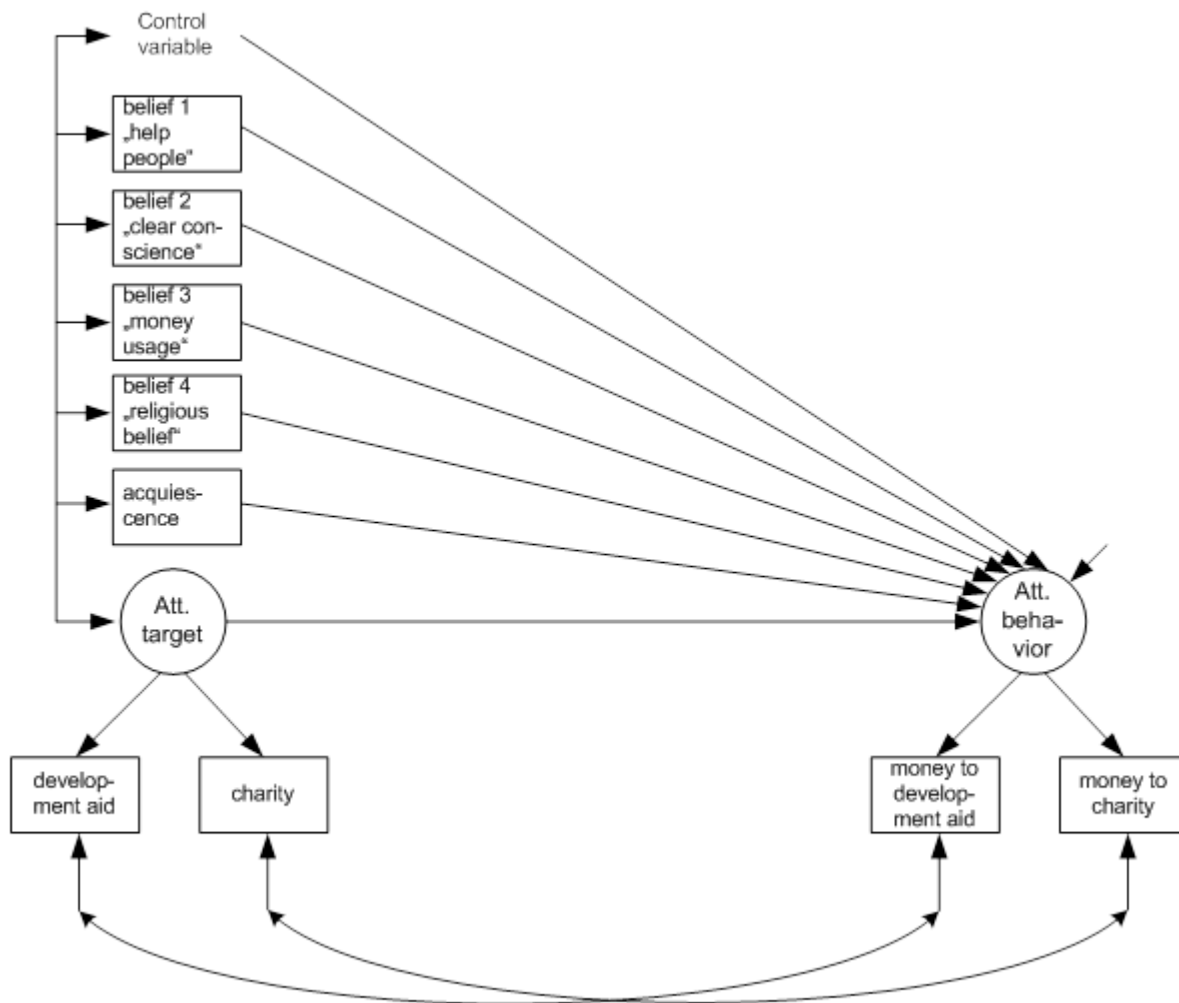 Control
variable
belief 1
„help
people“
belief 2
„clear con-
science“
belief 3
„money
usage“
belief 4
„religious
belief“
acquies-
cence
Att.
target
Att.
beha-
vior
develop-
ment aid
charity
money to
develop-
ment aid
money to
charity